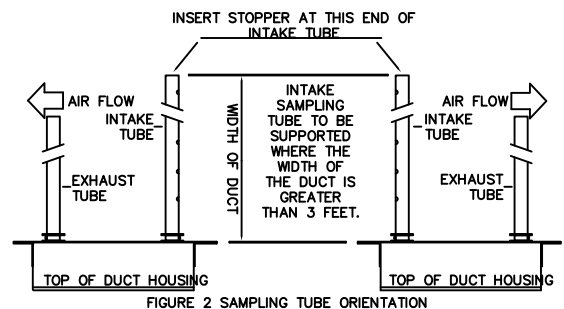 INSERT STOPPER AT THIS END OF
INTAKE TUBE
AIR FLOW
INTAKE
TUBE
EXHAUST
TUBE
WIDTH OF DUCT
INTAKE
SAMPLING
TUBE TO BE
SUPPORTED
WHERE THE
WIDTH OF
THE DUCT IS
GREATER
THAN 3 FEET.
AIR FLOW
INTAKE
TUBE
EXHAUST
TUBE
TOP OF DUCT HOUSING
TOP OF DUCT HOUSING
FIGURE 2 SAMPLING TUBE ORIENTATION